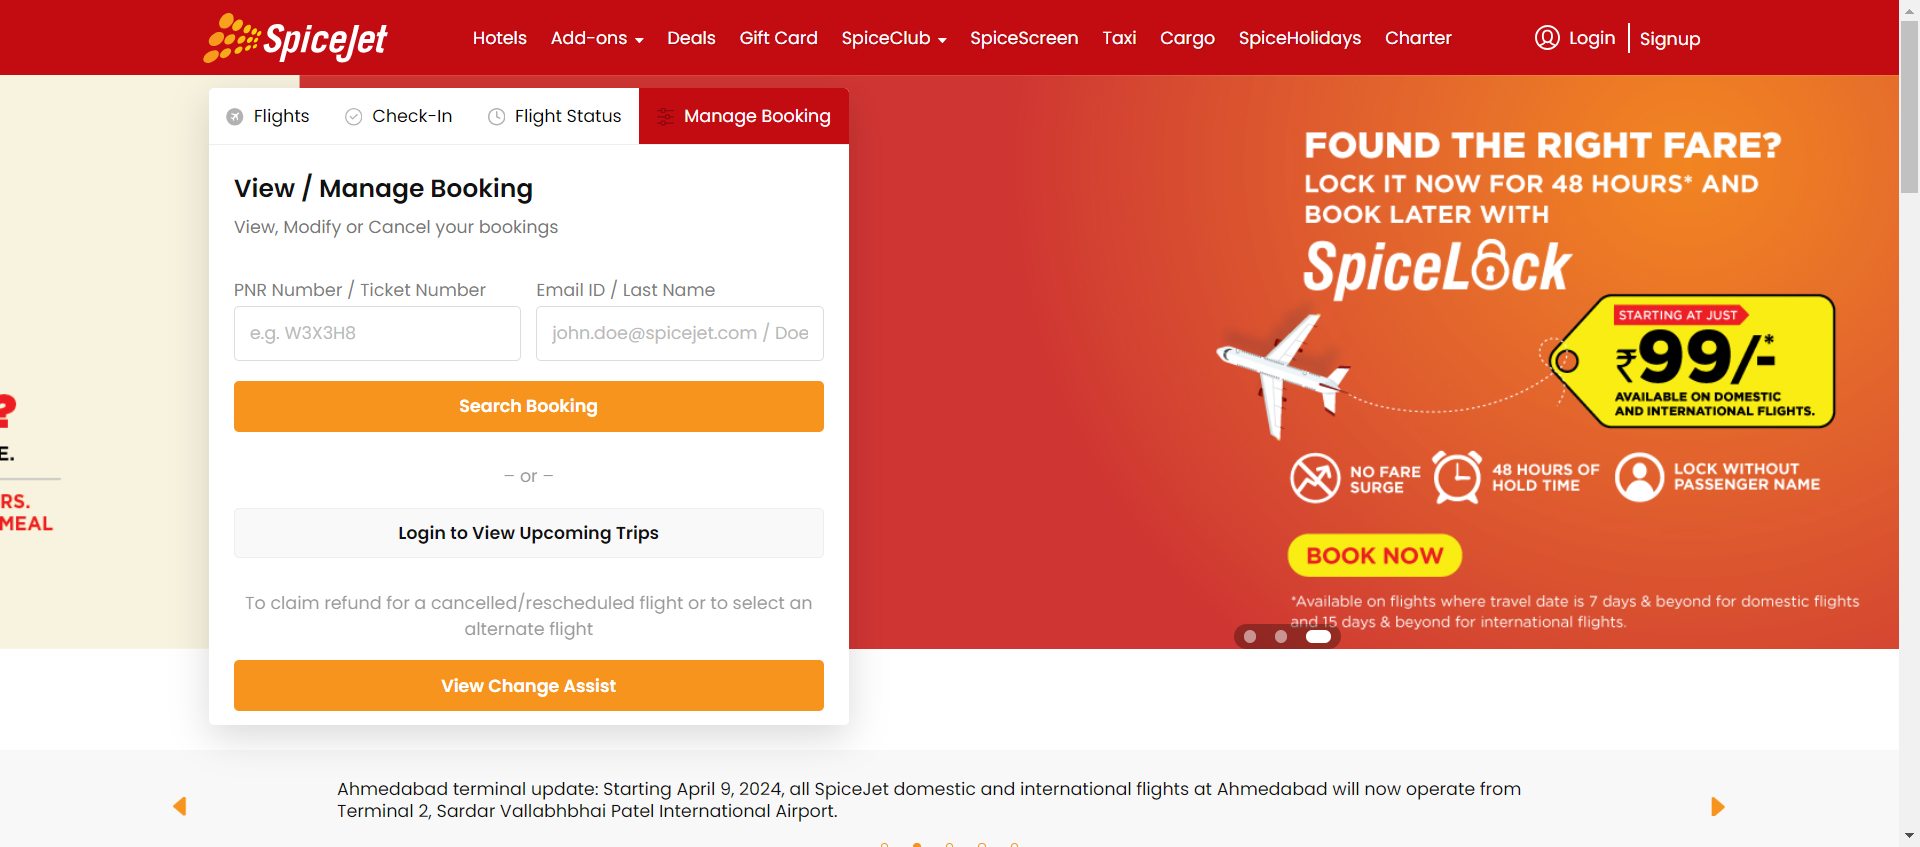 SpiceJet
Hotels
Add-ons
Deals
Gift Card
SpiceClub
SpiceScreen
Taxi
Cargo
SpiceHolidays
Charter
Login
Signup
Flights
Check-In
Flight Status
Manage Booking
View / Manage Booking
View, Modify or Cancel your bookings
PNR Number / Ticket Number
Email ID / Last Name
e.g. W3X3H8
john.doe@spicejet.com / Doe
Search Booking
– or –
Login to View Upcoming Trips
To claim refund for a cancelled/rescheduled flight or to select an
alternate flight
View Change Assist
?
E.
RS.
MEAL
FOUND THE RIGHT FARE?
LOCK IT NOW FOR 48 HOURS* AND
BOOK LATER WITH
SpiceLock
STARTING AT JUST
₹99/-*
AVAILABLE ON DOMESTIC
AND INTERNATIONAL FLIGHTS.
NO FARE
SURGE
48 HOURS OF
HOLD TIME
LOCK WITHOUT
PASSENGER NAME
BOOK NOW
*Available on flights where travel date is 7 days & beyond for domestic flights
and 15 days & beyond for international flights.
Ahmedabad terminal update: Starting April 9, 2024, all SpiceJet domestic and international flights at Ahmedabad will now operate from
Terminal 2, Sardar Vallabhbhai Patel International Airport.